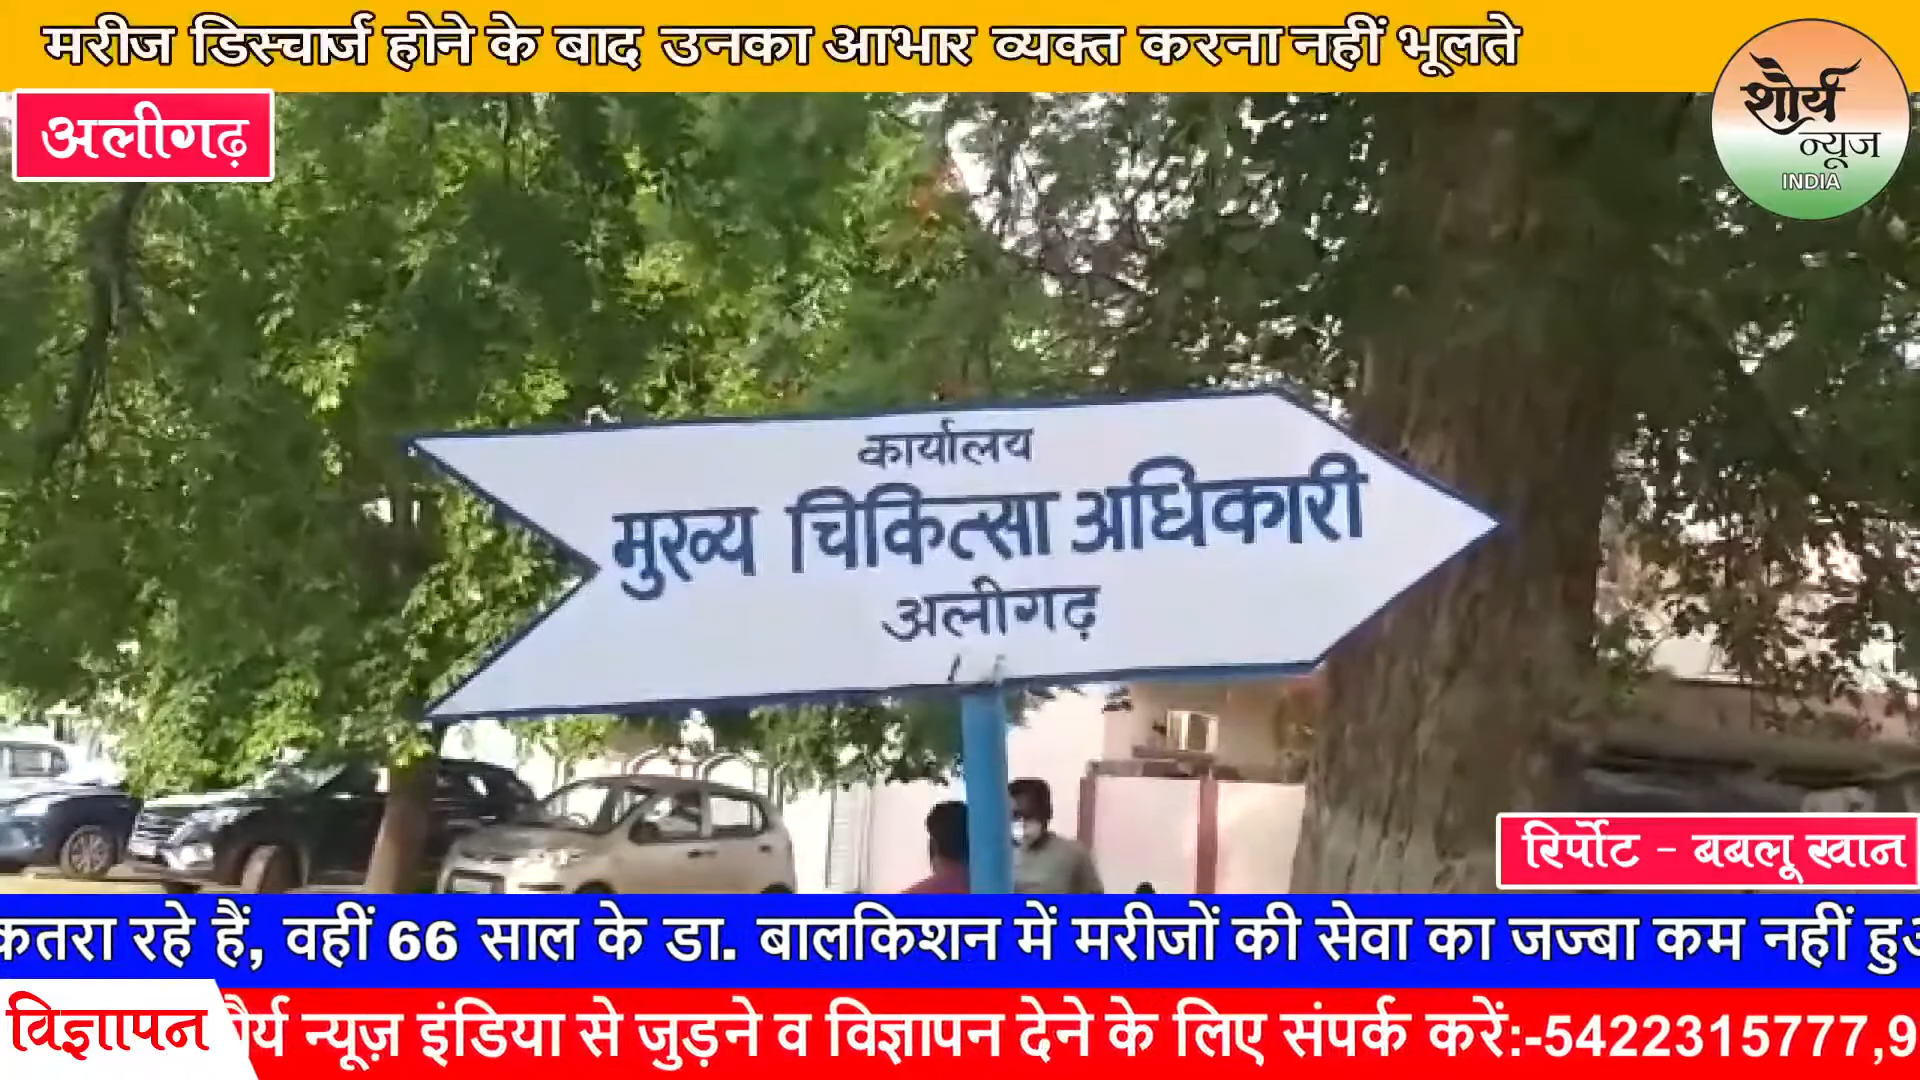 मरीज डिस्चार्ज होने के बाद उनका आभार व्यक्त करना नहीं भूलते
अलीगढ़
शौर्य
न्यूज
INDIA
कार्यालय
मुख्य चिकित्सा अधिकारी
अलीगढ़
रिर्पोट - बबलू खान
कतरा रहे हैं, वहीं 66 साल के डा. बालकिशन में मरीजों की सेवा का जज्बा कम नहीं
विज्ञापन
न्यूज़ इंडिया से जुड़ने व विज्ञापन देने के लिए संपर्क करें:-5422315777,9